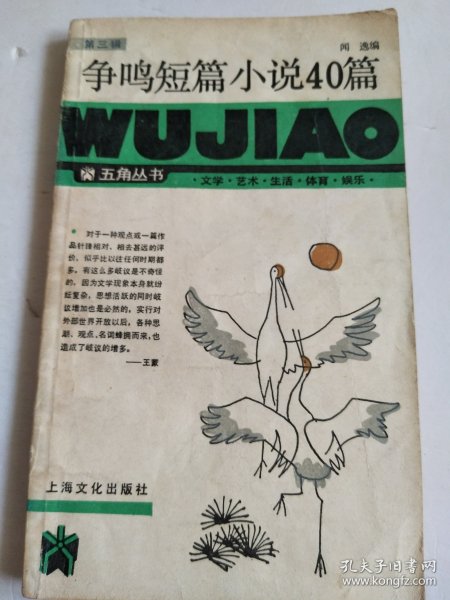 第三辑
闻逸编
争鸣短篇小说40篇
WUJIAO
五角丛书
·文学·艺术·生活·体育·娱乐·
对于一种观点或一篇作
品针锋相对、相去甚远的评
价，似乎比以往任何时期都
多。有这么多歧议是不奇怪
的，因为文学现象本身就纷
纭复杂，思想活跃的同时歧
议增加也是必然的，实行对
外部世界开放以后，各种思
潮、观点、名词蜂拥而来，也
造成了歧议的增多。
——王蒙
上海文化出版社
孔夫子旧书网
www.kongfz.com